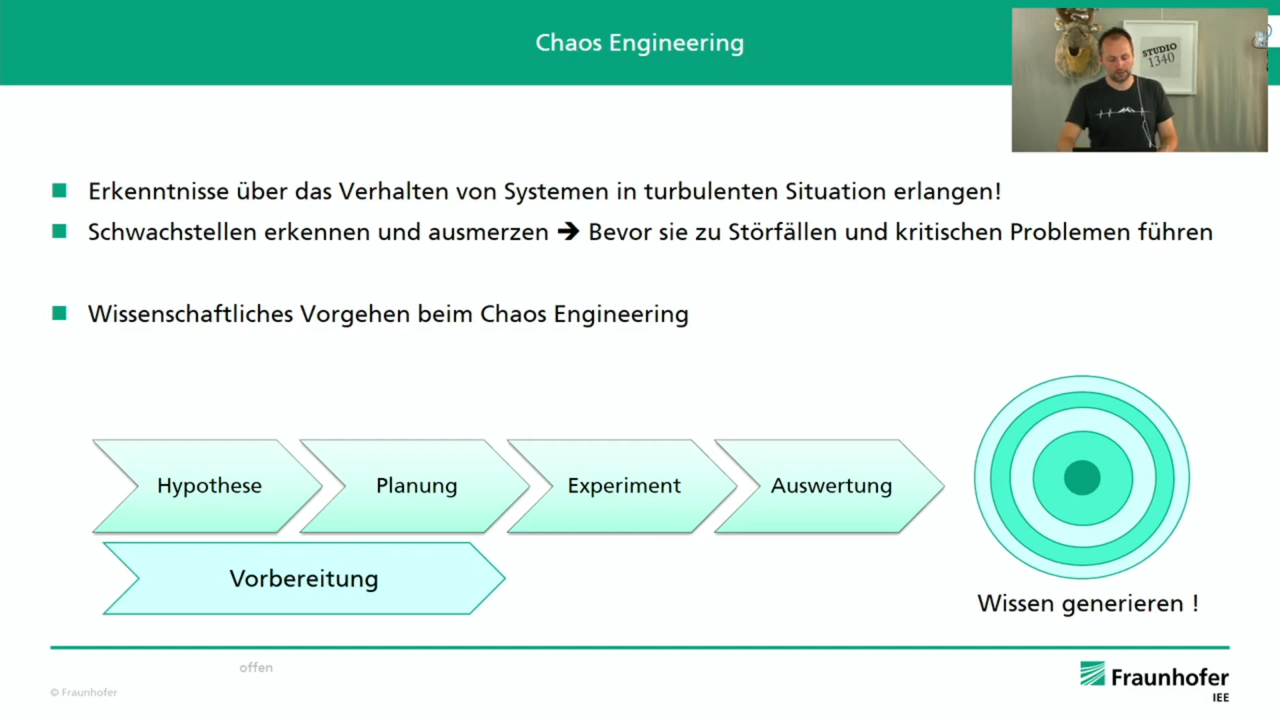 Chaos Engineering
STUDIO
1340
Erkenntnisse über das Verhalten von Systemen in turbulenten Situation erlangen!
Schwachstellen erkennen und ausmerzen ➔ Bevor sie zu Störfällen und kritischen Problemen führen
Wissenschaftliches Vorgehen beim Chaos Engineering
Hypothese
Planung
Experiment
Auswertung
Vorbereitung
Wissen generieren !
offen
© Fraunhofer
Fraunhofer
IEE